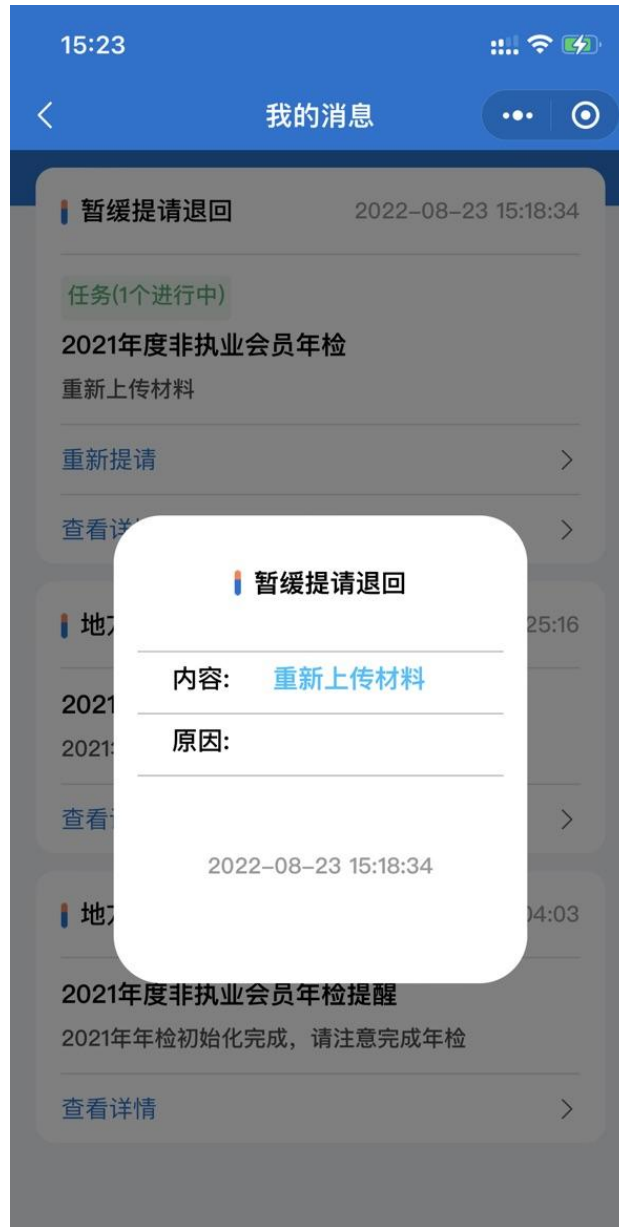 15:23
我的消息
暂缓提请退回 2022-08-23 15:18:34
任务(1个进行中)
2021年度非执业会员年检
重新上传材料
重新提请
查看详
暂缓提请退回
地 25:16
内容: 重新上传材料
2021
原因:
2021
查看
2022-08-23 15:18:34
地 04:03
2021年度非执业会员年检提醒
2021年年检初始化完成，请注意完成年检
查看详情